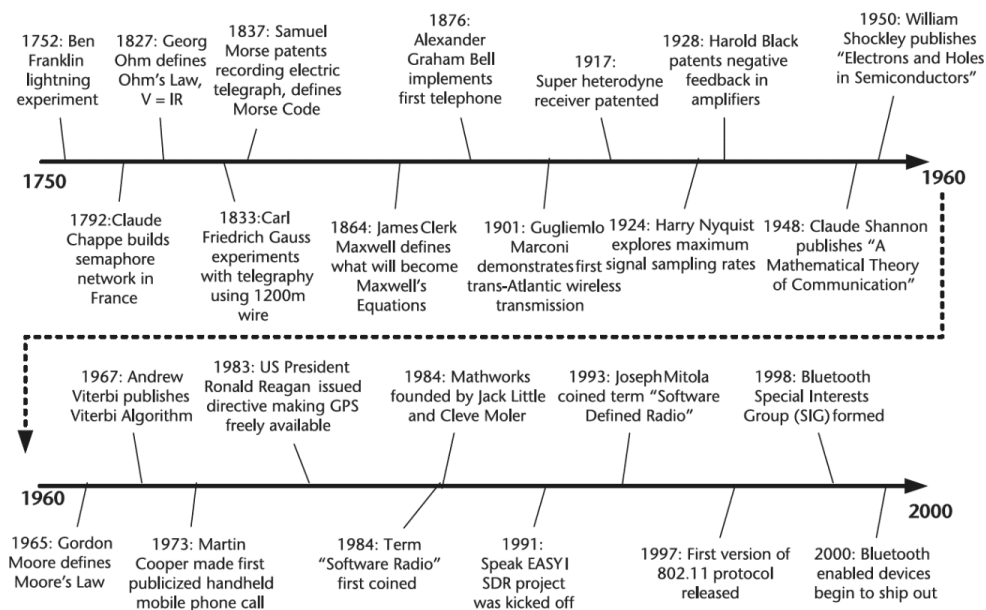 1752: Ben
Franklin
lightning
experiment
1827: Georg
Ohm defines
Ohm's Law,
V = IR
1837: Samuel
Morse patents
recording electric
telegraph, defines
Morse Code
1876:
Alexander
Graham Bell
implements
first telephone
1917:
Super heterodyne
receiver patented
1928: Harold Black
patents negative
feedback in
amplifiers
1950: William
Shockley publishes
"Electrons and Holes
in Semiconductors"
1750
1960
1792:Claude
Chappe builds
semaphore
network in
France
1833:Carl
Friedrich Gauss
experiments
with telegraphy
using 1200m
wire
1864: James Clerk
Maxwell defines
what will become
Maxwell's
Equations
1901: Gugliemlo
Marconi
demonstrates first
trans-Atlantic wireless
transmission
1924: Harry Nyquist
explores maximum
signal sampling rates
1948: Claude Shannon
publishes "A
Mathematical Theory
of Communication"
1967: Andrew
Viterbi publishes
Viterbi Algorithm
1983: US President
Ronald Reagan issued
directive making GPS
freely available
1984: Mathworks
founded by Jack Little
and Cleve Moler
1993: Joseph Mitola
coined term "Software
Defined Radio"
1998: Bluetooth
Special Interests
Group (SIG) formed
1960
2000
1965: Gordon
Moore defines
Moore's Law
1973: Martin
Cooper made first
publicized handheld
mobile phone call
1984: Term
"Software Radio"
first coined
1991:
Speak EASY I
SDR project
was kicked off
1997: First version of
802.11 protocol
released
2000: Bluetooth
enabled devices
begin to ship out